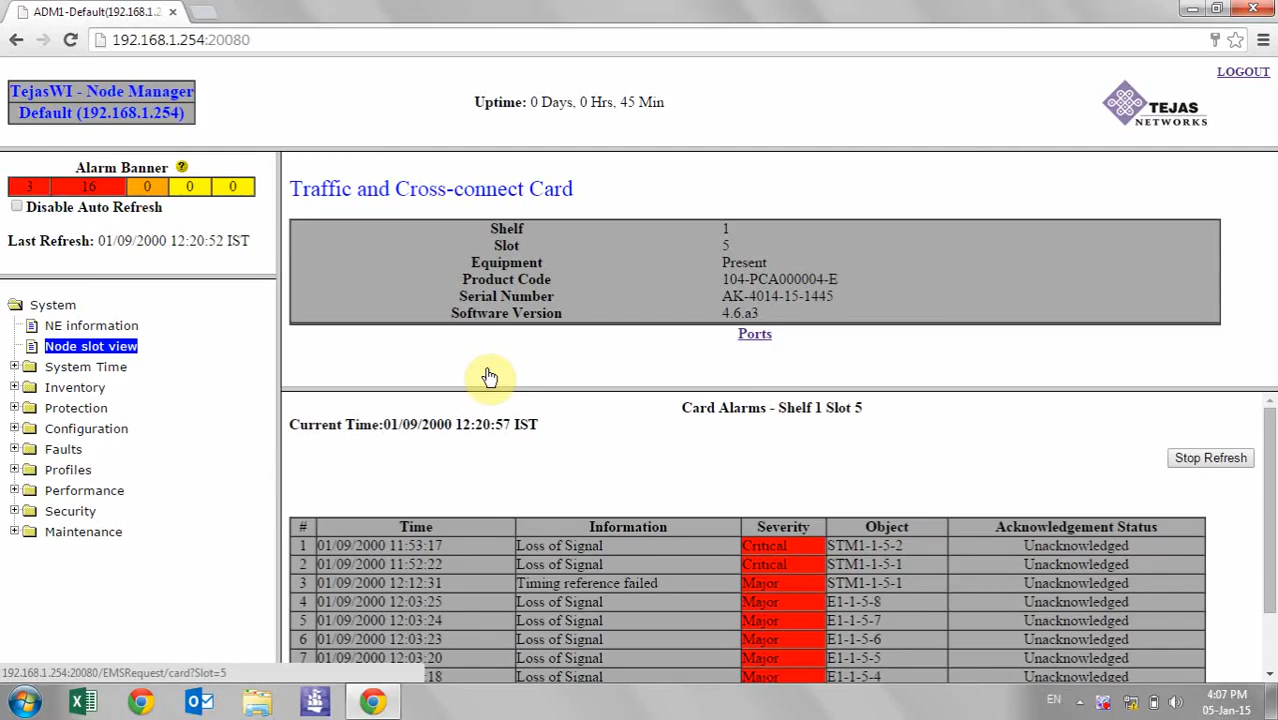 ADM1-Default(192.168.1.2
192.168.1.254:20080
LOGOUT
TejasWI - Node Manager
Default (192.168.1.254)
Uptime: 0 Days, 0 Hrs, 45 Min
TEJAS
NETWORKS
Alarm Banner ?
3 16 0 0 0
Disable Auto Refresh
Last Refresh: 01/09/2000 12:20:52 IST
System
NE information
Node slot view
System Time
Inventory
Protection
Configuration
Faults
Profiles
Performance
Security
Maintenance
Traffic and Cross-connect Card
Shelf 1
Slot 5
Equipment Present
Product Code 104-PCA000004-E
Serial Number AK-4014-15-1445
Software Version 4.6.a3
Ports
Card Alarms - Shelf 1 Slot 5
Current Time:01/09/2000 12:20:57 IST
Stop Refresh
# Time Information Severity Object Acknowledgement Status
1 01/09/2000 11:53:17 Loss of Signal Critical STM1-1-5-2 Unacknowledged
2 01/09/2000 11:52:22 Loss of Signal Critical STM1-1-5-1 Unacknowledged
3 01/09/2000 12:12:31 Timing reference failed Major STM1-1-5-1 Unacknowledged
4 01/09/2000 12:03:25 Loss of Signal Major E1-1-5-8 Unacknowledged
5 01/09/2000 12:03:24 Loss of Signal Major E1-1-5-7 Unacknowledged
6 01/09/2000 12:03:23 Loss of Signal Major E1-1-5-6 Unacknowledged
7 01/09/2000 12:03:20 Loss of Signal Major E1-1-5-5 Unacknowledged
:18 Loss of Signal Major E1-1-5-4 Unacknowledged
192.168.1.254:20080/EMSRequest/card?Slot=5
EN
4:07 PM
05-Jan-15